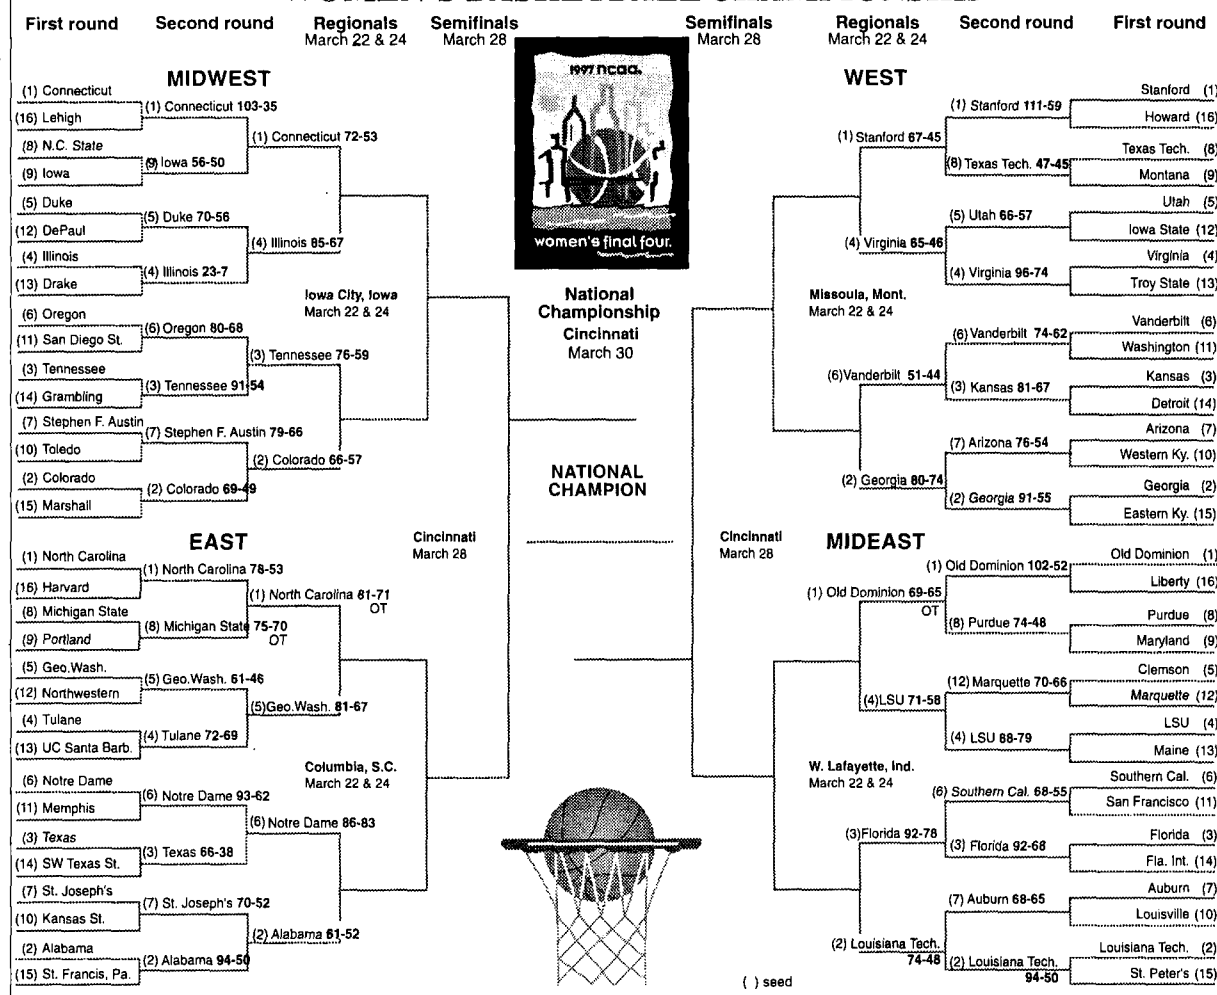 First round
Second round
Regionals
March 22 & 24
Semifinals
March 28
Semifinals
March 28
Regionals
March 22 & 24
Second round
First round
1997 ncaa.
women's final four.
National
Championship
Cincinnati
March 30
NATIONAL
CHAMPION
MIDWEST
(1) Connecticut
(16) Lehigh
(8) N.C. State
(9) Iowa
(5) Duke
(12) DePaul
(4) Illinois
(13) Drake
(6) Oregon
(11) San Diego St.
(3) Tennessee
(14) Grambling
(7) Stephen F. Austin
(10) Toledo
(2) Colorado
(15) Marshall
(1) Connecticut 103-35
(9) Iowa 56-50
(5) Duke 70-56
(4) Illinois 23-7
(6) Oregon 80-68
(3) Tennessee 91-54
(7) Stephen F. Austin 79-66
(2) Colorado 69-49
(1) Connecticut 72-53
(4) Illinois 85-67
(3) Tennessee 76-59
(2) Colorado 66-57
Iowa City, Iowa
March 22 & 24
EAST
(1) North Carolina
(16) Harvard
(8) Michigan State
(9) Portland
(5) Geo.Wash.
(12) Northwestern
(4) Tulane
(13) UC Santa Barb.
(6) Notre Dame
(11) Memphis
(3) Texas
(14) SW Texas St.
(7) St. Joseph's
(10) Kansas St.
(2) Alabama
(15) St. Francis, Pa.
(1) North Carolina 78-53
(8) Michigan State 75-70
OT
(5) Geo.Wash. 61-46
(4) Tulane 72-69
(6) Notre Dame 93-62
(3) Texas 66-38
(7) St. Joseph's 70-52
(2) Alabama 94-50
(1) North Carolina 81-71
OT
(5)Geo.Wash. 81-67
(6) Notre Dame 86-83
(2) Alabama 61-52
Columbia, S.C.
March 22 & 24
Cincinnati
March 28
WEST
Stanford (1)
Howard (16)
Texas Tech. (8)
Montana (9)
Utah (5)
Iowa State (12)
Virginia (4)
Troy State (13)
Vanderbilt (6)
Washington (11)
Kansas (3)
Detroit (14)
Arizona (7)
Western Ky. (10)
Georgia (2)
Eastern Ky. (15)
(1) Stanford 111-59
(8) Texas Tech. 47-45
(5) Utah 66-57
(4) Virginia 96-74
(6) Vanderbilt 74-62
(3) Kansas 81-67
(7) Arizona 76-54
(2) Georgia 91-55
(1) Stanford 67-45
(4) Virginia 65-46
(6)Vanderbilt 51-44
(2) Georgia 80-74
Missoula, Mont.
March 22 & 24
Cincinnati
March 28
MIDEAST
Old Dominion (1)
Liberty (16)
Purdue (8)
Maryland (9)
Clemson (5)
Marquette (12)
LSU (4)
Maine (13)
Southern Cal. (6)
San Francisco (11)
Florida (3)
Fla. Int. (14)
Auburn (7)
Louisville (10)
Louisiana Tech. (2)
St. Peter's (15)
(1) Old Dominion 102-52
(8) Purdue 74-48
(12) Marquette 70-66
(4) LSU 88-79
(6) Southern Cal. 68-55
(3) Florida 92-68
(7) Auburn 68-65
(2) Louisiana Tech.
94-50
(1) Old Dominion 69-65
OT
(4)LSU 71-58
(3)Florida 92-78
(2) Louisiana Tech.
74-48
W. Lafayette, Ind.
March 22 & 24
( ) seed